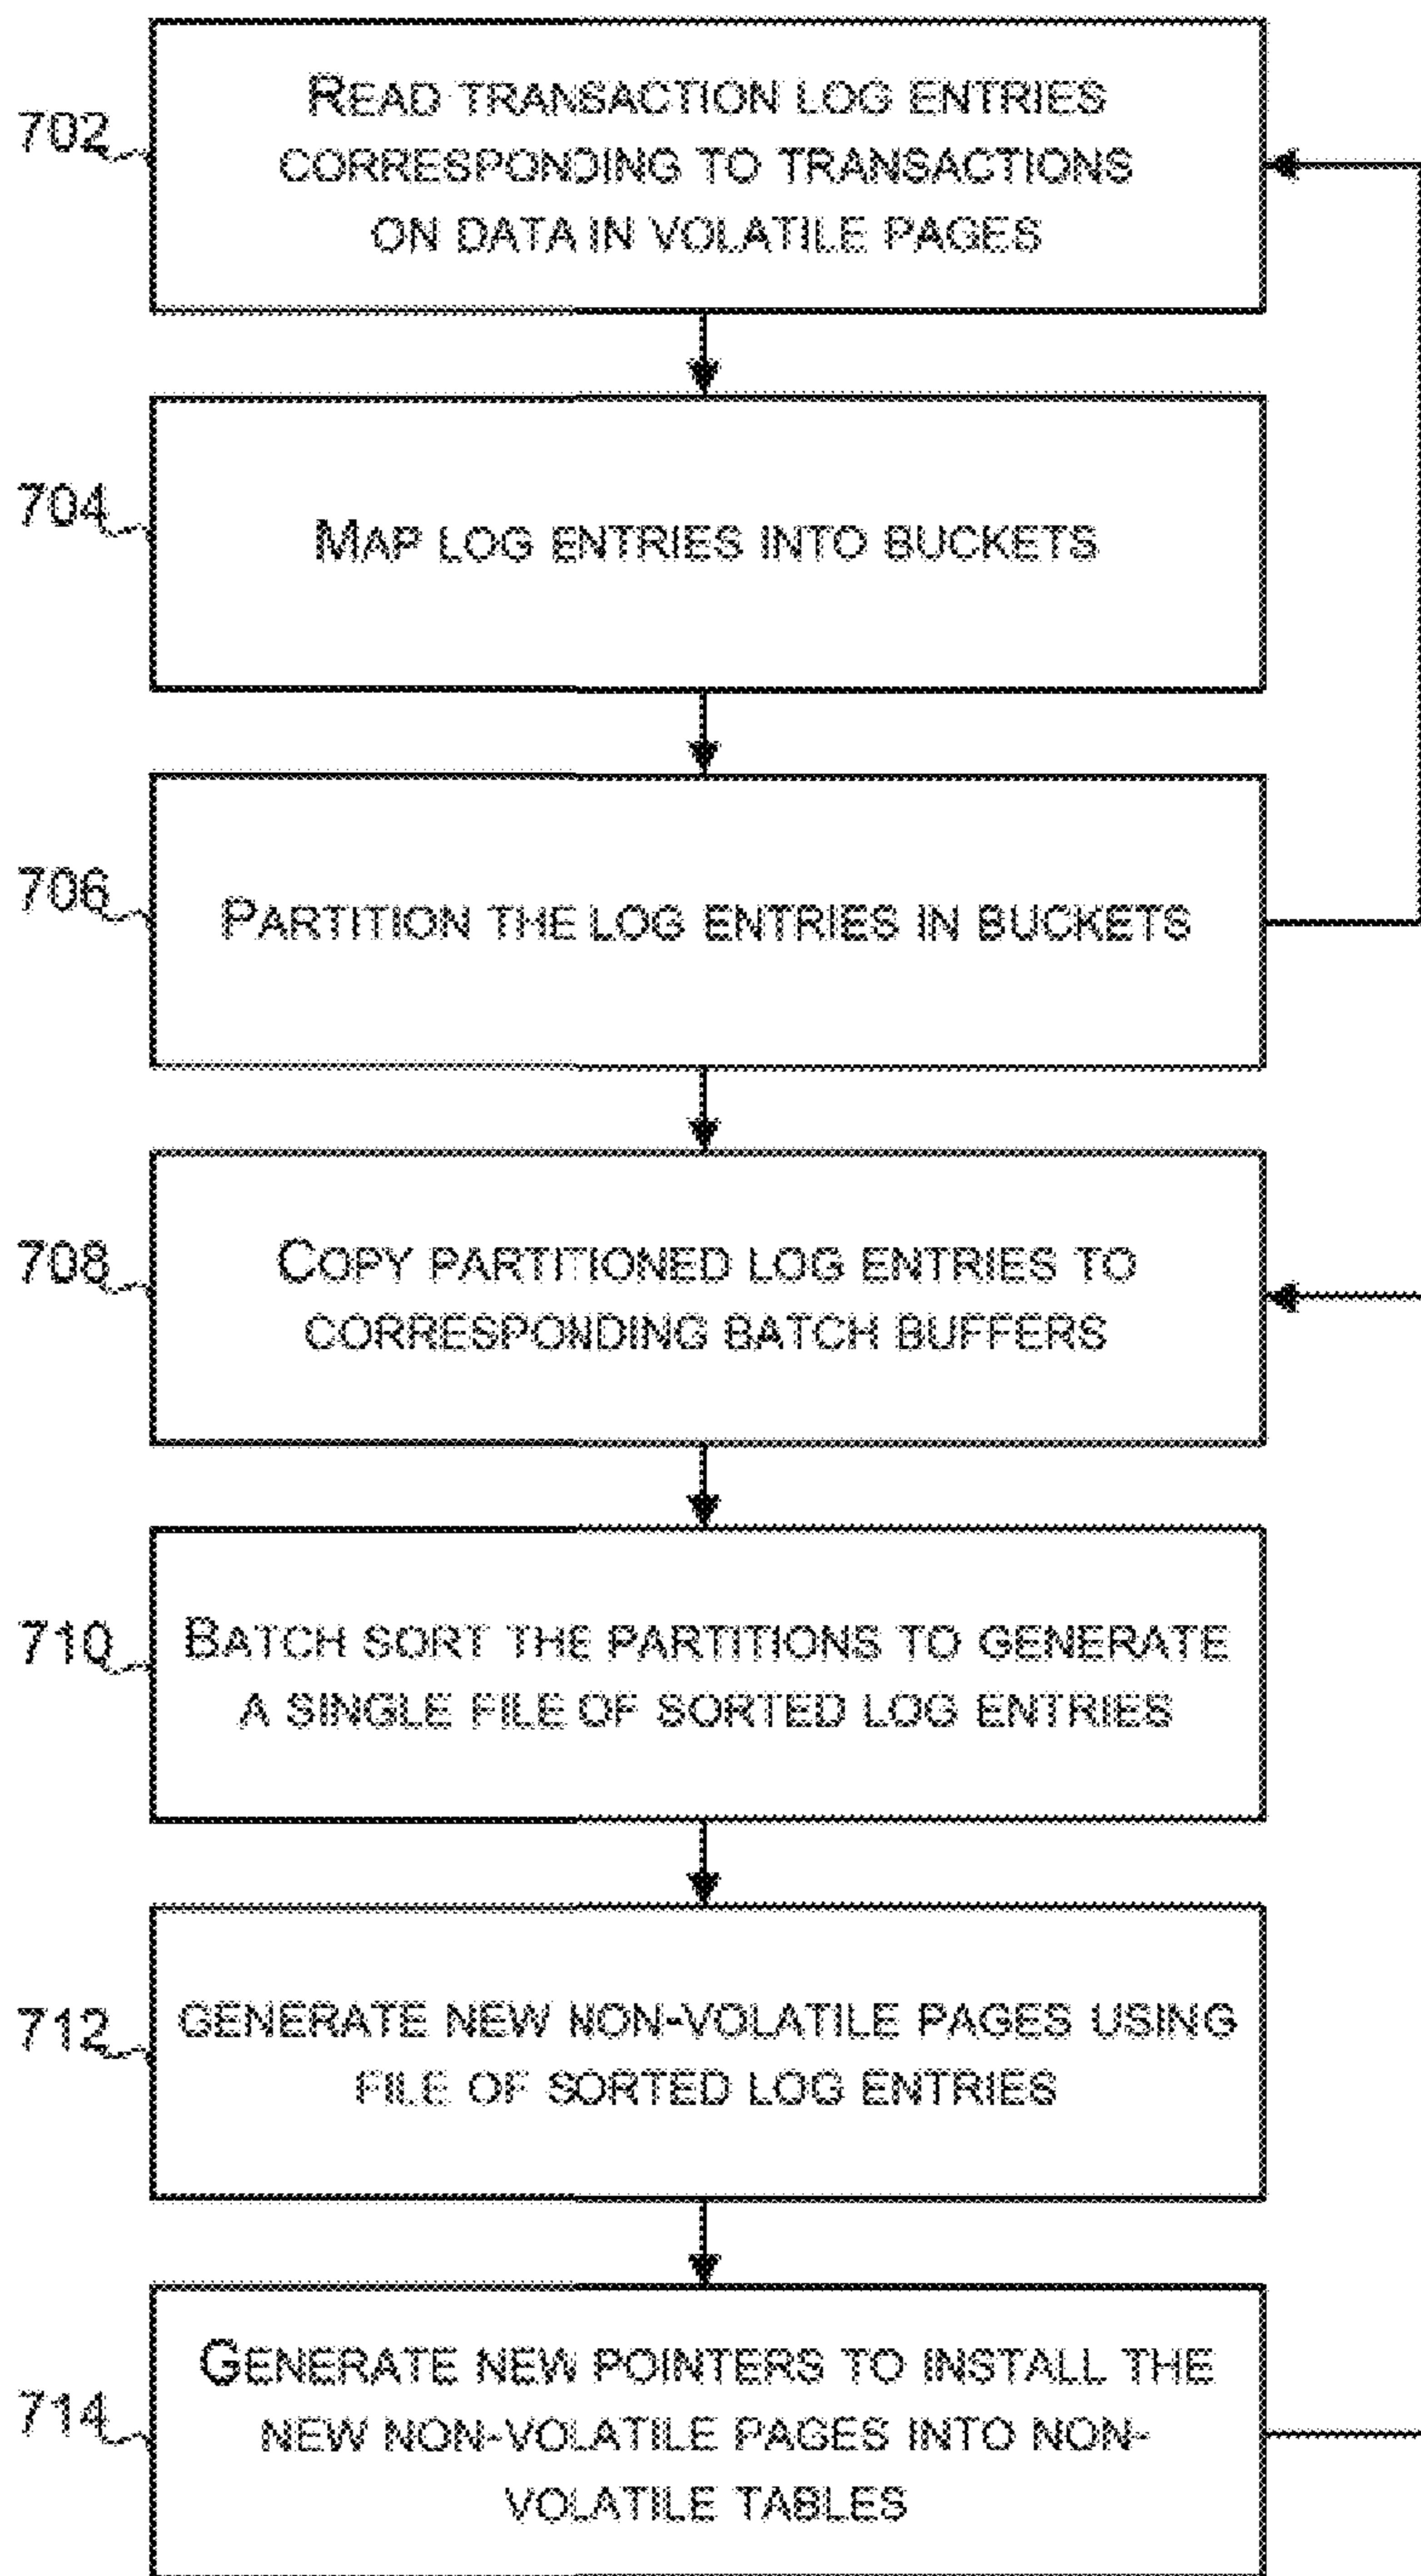 702
READ TRANSACTION LOG ENTRIES
CORRESPONDING TO TRANSACTIONS
ON DATA IN VOLATILE PAGES
704
MAP LOG ENTRIES INTO BUCKETS
706
PARTITION THE LOG ENTRIES IN BUCKETS
708
COPY PARTITIONED LOG ENTRIES TO
CORRESPONDING BATCH BUFFERS
710
BATCH SORT THE PARTITIONS TO GENERATE
A SINGLE FILE OF SORTED LOG ENTRIES
712
GENERATE NEW NON-VOLATILE PAGES USING
FILE OF SORTED LOG ENTRIES
714
GENERATE NEW POINTERS TO INSTALL THE
NEW NON-VOLATILE PAGES INTO NON-
VOLATILE TABLES